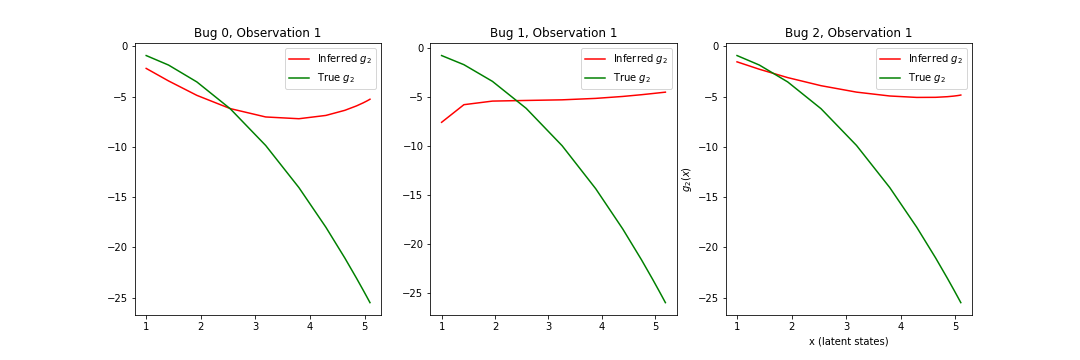 Bug 0, Observation 1
Inferred g₂
True g₂
0
−5
−10
−15
−20
−25
1 2 3 4 5
Bug 1, Observation 1
Inferred g₂
True g₂
0
−5
−10
−15
−20
−25
1 2 3 4 5
Bug 2, Observation 1
Inferred g₂
True g₂
g₂(x)
0
−5
−10
−15
−20
−25
1 2 3 4 5
x (latent states)